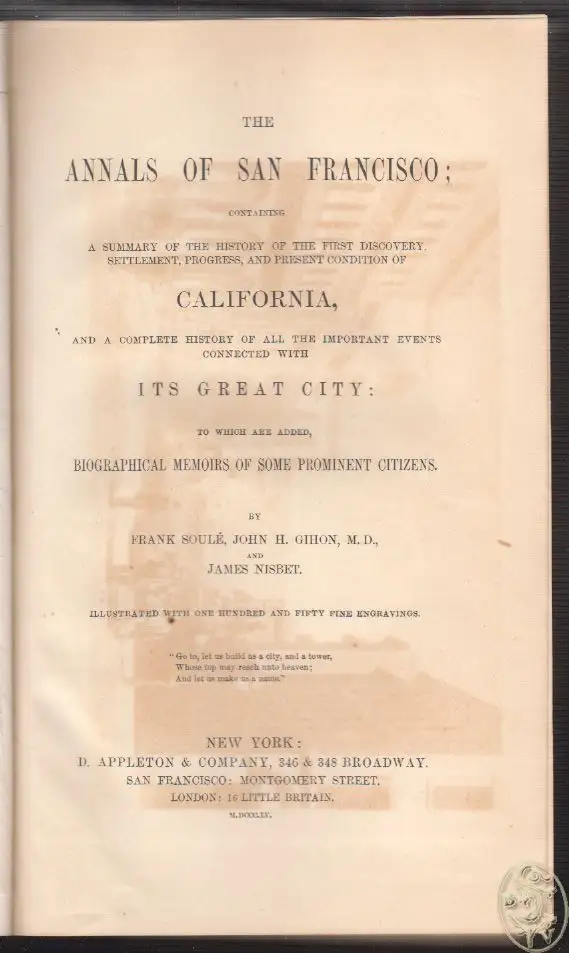 THE
ANNALS OF SAN FRANCISCO;
CONTAINING
A SUMMARY OF THE HISTORY OF THE FIRST DISCOVERY,
SETTLEMENT, PROGRESS, AND PRESENT CONDITION OF
CALIFORNIA,
AND A COMPLETE HISTORY OF ALL THE IMPORTANT EVENTS
CONNECTED WITH
ITS GREAT CITY:
TO WHICH ARE ADDED,
BIOGRAPHICAL MEMOIRS OF SOME PROMINENT CITIZENS.
BY
FRANK SOULÉ, JOHN H. GIHON, M. D.,
AND
JAMES NISBET.
ILLUSTRATED WITH ONE HUNDRED AND FIFTY FINE ENGRAVINGS.
"Go to, let us build us a city, and a tower,
Whose top may reach unto heaven;
And let us make us a name."
NEW YORK:
D. APPLETON & COMPANY, 346 & 348 BROADWAY.
SAN FRANCISCO: MONTGOMERY STREET.
LONDON: 16 LITTLE BRITAIN.
M.DCCC.LV.